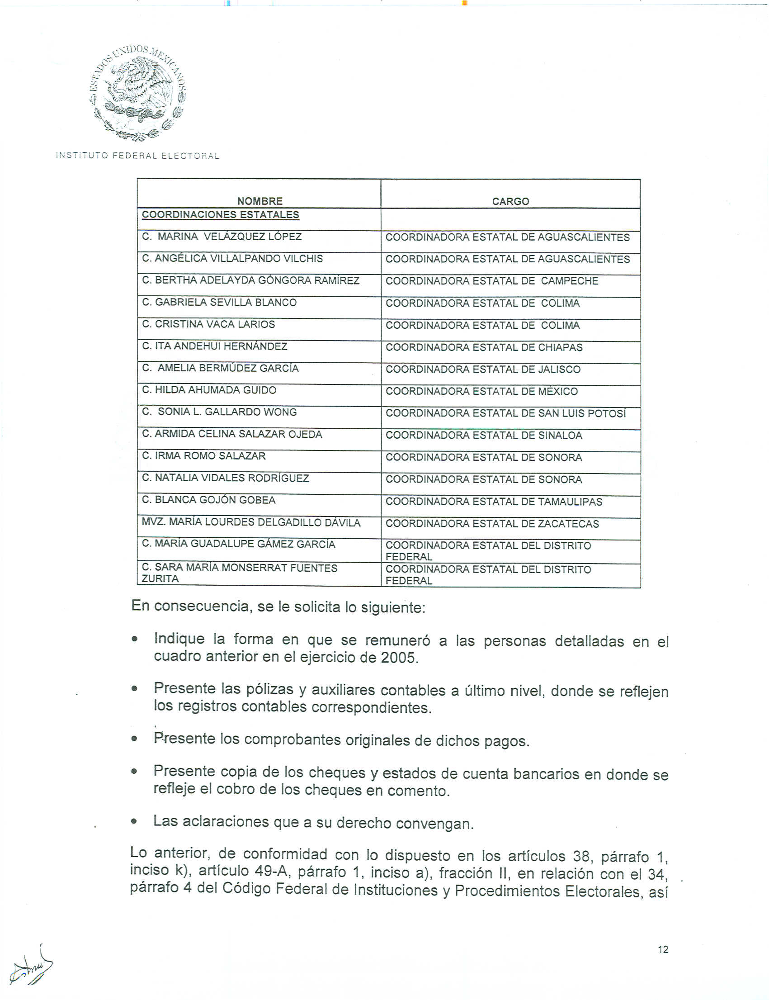 ESTADOS UNIDOS MEXICANOS
INSTITUTO FEDERAL ELECTORAL
NOMBRE CARGO
COORDINACIONES ESTATALES
C. MARINA VELÁZQUEZ LÓPEZ COORDINADORA ESTATAL DE AGUASCALIENTES
C. ANGÉLICA VILLALPANDO VILCHIS COORDINADORA ESTATAL DE AGUASCALIENTES
C. BERTHA ADELAYDA GÓNGORA RAMÍREZ COORDINADORA ESTATAL DE CAMPECHE
C. GABRIELA SEVILLA BLANCO COORDINADORA ESTATAL DE COLIMA
C. CRISTINA VACA LARIOS COORDINADORA ESTATAL DE COLIMA
C. ITA ANDEHUI HERNÁNDEZ COORDINADORA ESTATAL DE CHIAPAS
C. AMELIA BERMÚDEZ GARCÍA COORDINADORA ESTATAL DE JALISCO
C. HILDA AHUMADA GUIDO COORDINADORA ESTATAL DE MÉXICO
C. SONIA L. GALLARDO WONG COORDINADORA ESTATAL DE SAN LUIS POTOSÍ
C. ARMIDA CELINA SALAZAR OJEDA COORDINADORA ESTATAL DE SINALOA
C. IRMA ROMO SALAZAR COORDINADORA ESTATAL DE SONORA
C. NATALIA VIDALES RODRÍGUEZ COORDINADORA ESTATAL DE SONORA
C. BLANCA GOJÓN GOBEA COORDINADORA ESTATAL DE TAMAULIPAS
MVZ. MARÍA LOURDES DELGADILLO DÁVILA COORDINADORA ESTATAL DE ZACATECAS
C. MARÍA GUADALUPE GÁMEZ GARCÍA COORDINADORA ESTATAL DEL DISTRITO
FEDERAL
C. SARA MARÍA MONSERRAT FUENTES COORDINADORA ESTATAL DEL DISTRITO
ZURITA FEDERAL
En consecuencia, se le solicita lo siguiente:
• Indique la forma en que se remuneró a las personas detalladas en el
cuadro anterior en el ejercicio de 2005.
• Presente las pólizas y auxiliares contables a último nivel, donde se reflejen
los registros contables correspondientes.
• Presente los comprobantes originales de dichos pagos.
• Presente copia de los cheques y estados de cuenta bancarios en donde se
refleje el cobro de los cheques en comento.
• Las aclaraciones que a su derecho convengan.
Lo anterior, de conformidad con lo dispuesto en los artículos 38, párrafo 1,
inciso k), artículo 49-A, párrafo 1, inciso a), fracción II, en relación con el 34,
párrafo 4 del Código Federal de Instituciones y Procedimientos Electorales, así
12